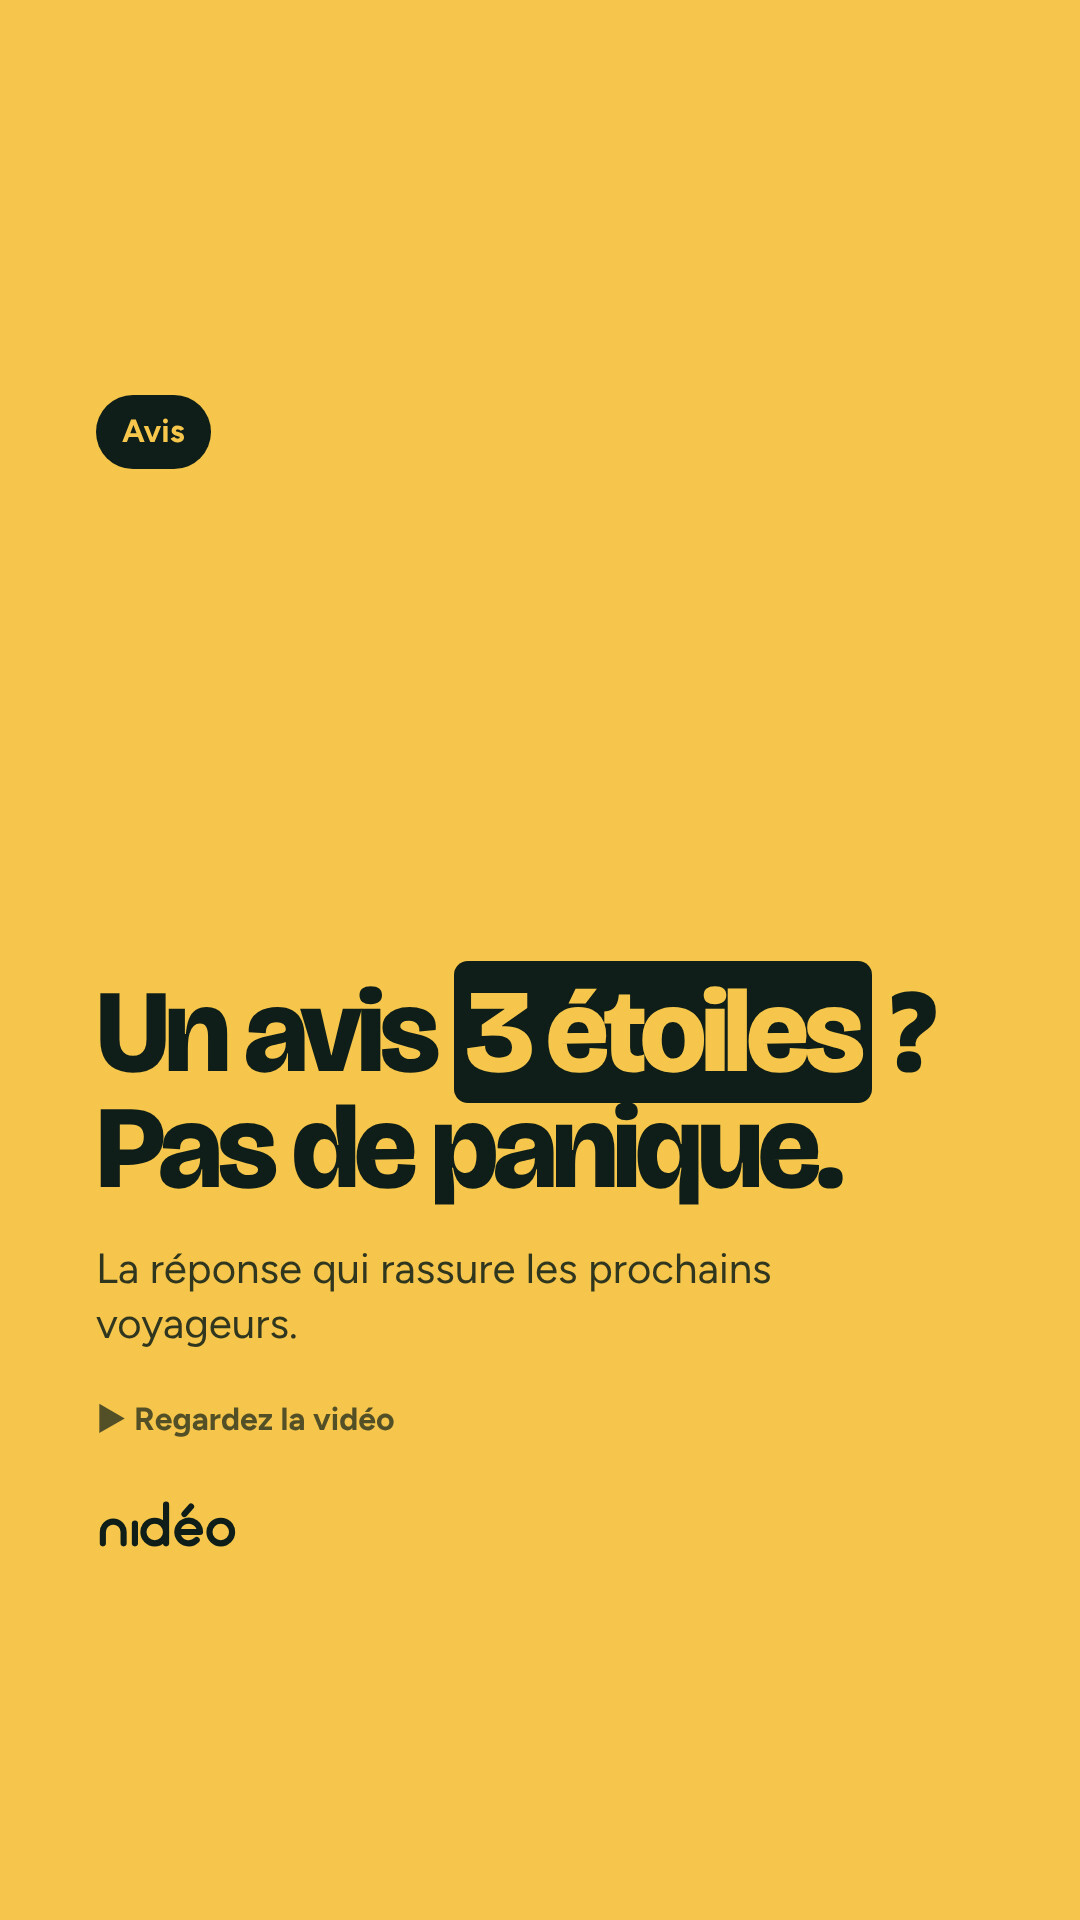 Avis
Un avis 3 étoiles ?
Pas de panique.
La réponse qui rassure les prochains
voyageurs.
▶ Regardez la vidéo
nidéo